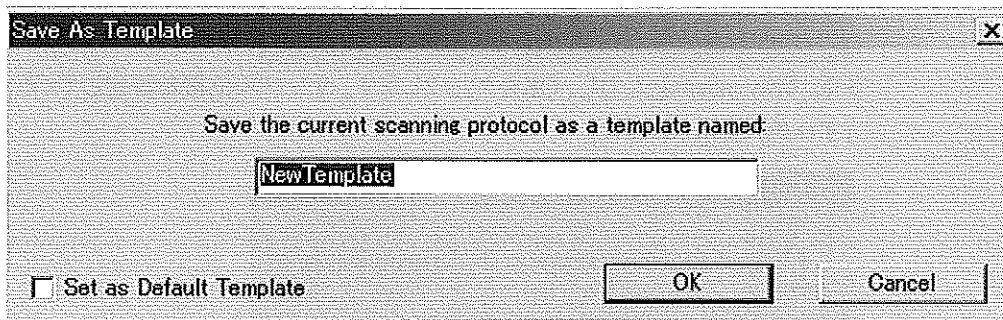 Save As Template
Save the current scanning protocol as a template named:
NewTemplate
Set as Default Template
OK
Cancel